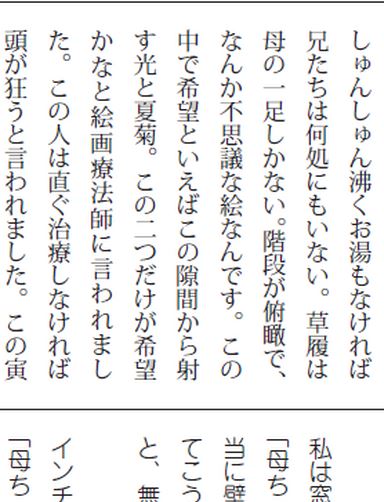 しゅんしゅん沸くお湯もなければ
兄たちは何処にもいない。草履は
母の一足しかない。階段が俯瞰で、
なんか不思議な絵なんです。この
中で希望といえばこの隙間から射
す光と夏菊。この二つだけが希望
かなと絵画療法師に言われまし
た。この人は直ぐ治療しなければ
頭が狂うと言われました。この寅
私は窓
「母ち
当に壁
てこう
と、無
インチ
「母ち